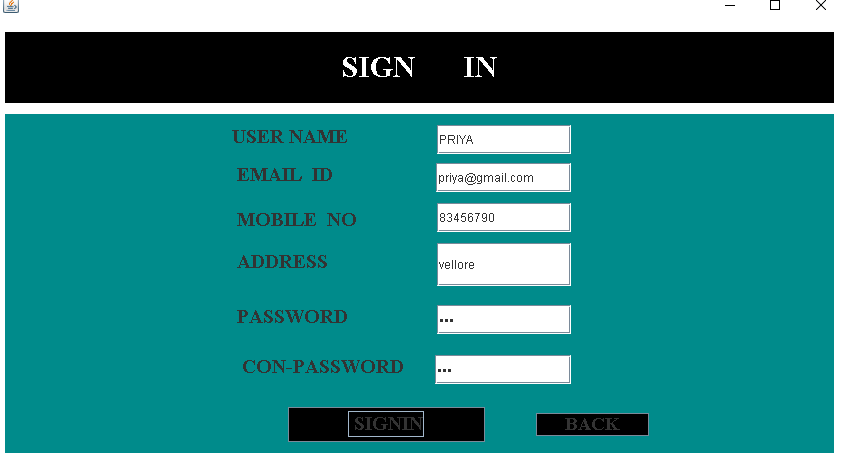 SIGN IN
USER NAME PRIYA
EMAIL ID priya@gmail.com
MOBILE NO 83456790
ADDRESS vellore
PASSWORD •••
CON-PASSWORD •••
SIGNIN BACK